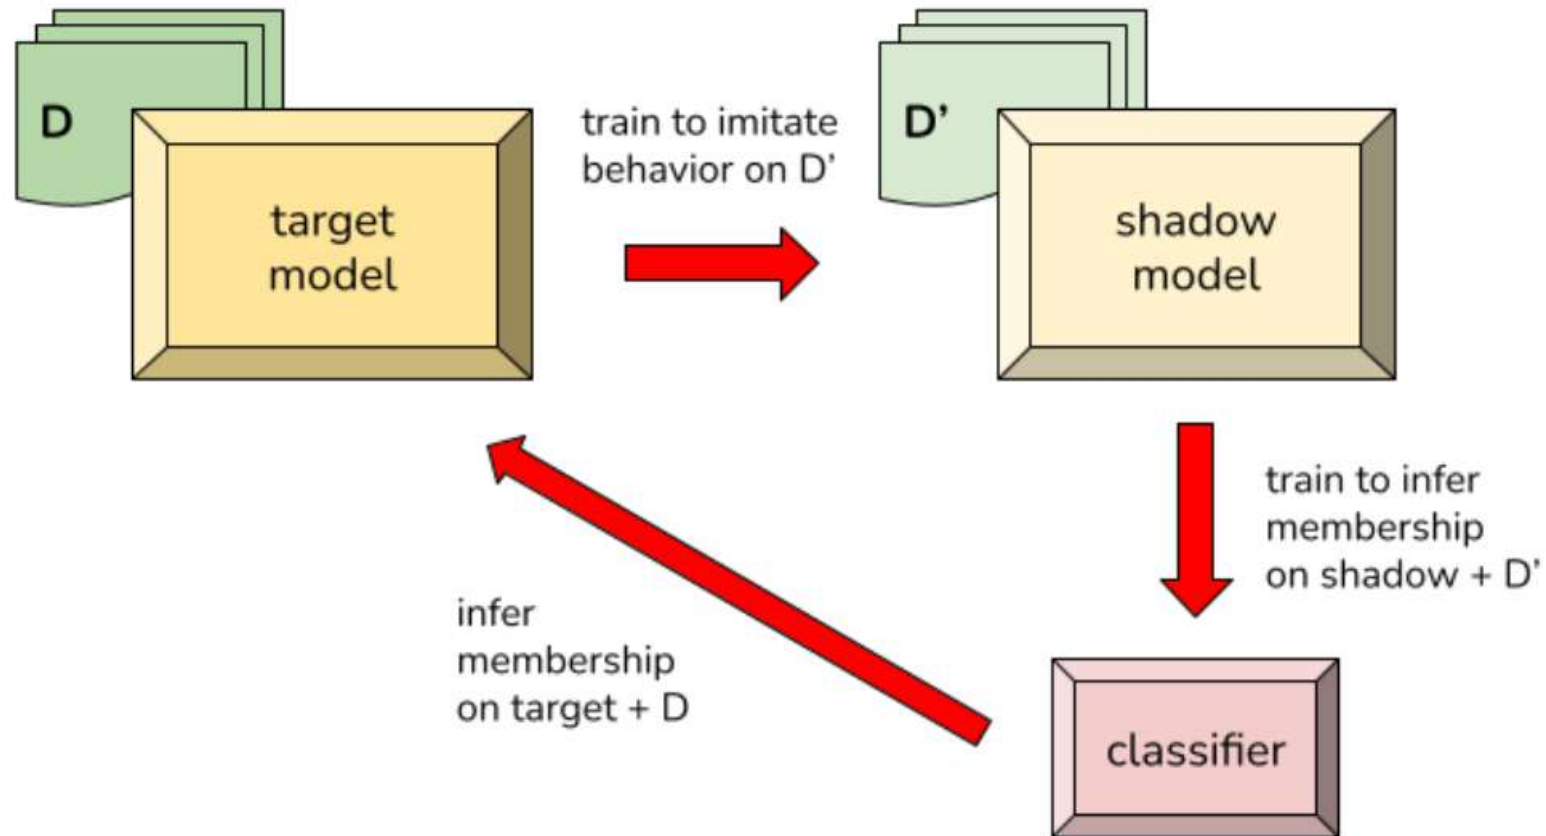 D
target
model
train to imitate
behavior on D’
D’
shadow
model
train to infer
membership
on shadow + D’
infer
membership
on target + D
classifier